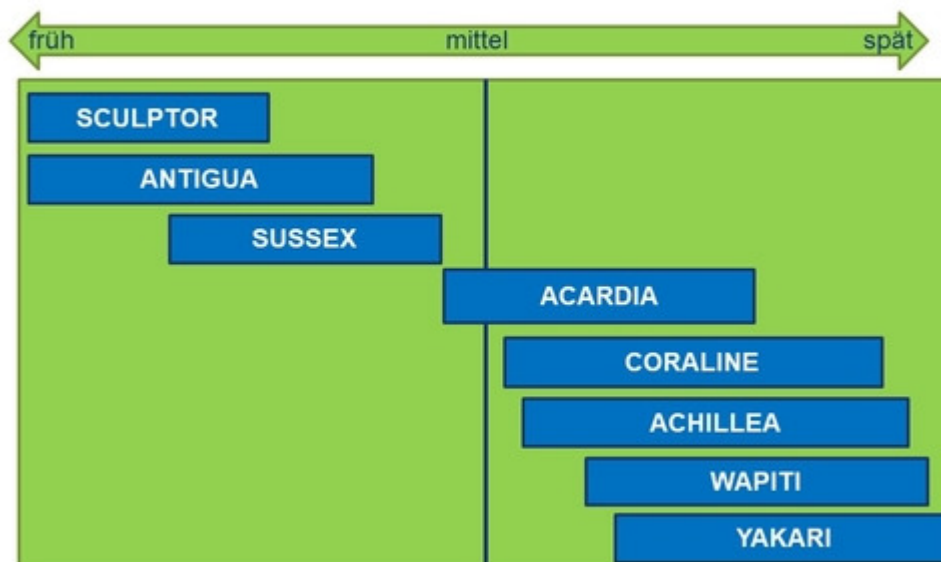 früh mittel spät
SCULPTOR
ANTIGUA
SUSSEX
ACARDIA
CORALINE
ACHILLEA
WAPITI
YAKARI